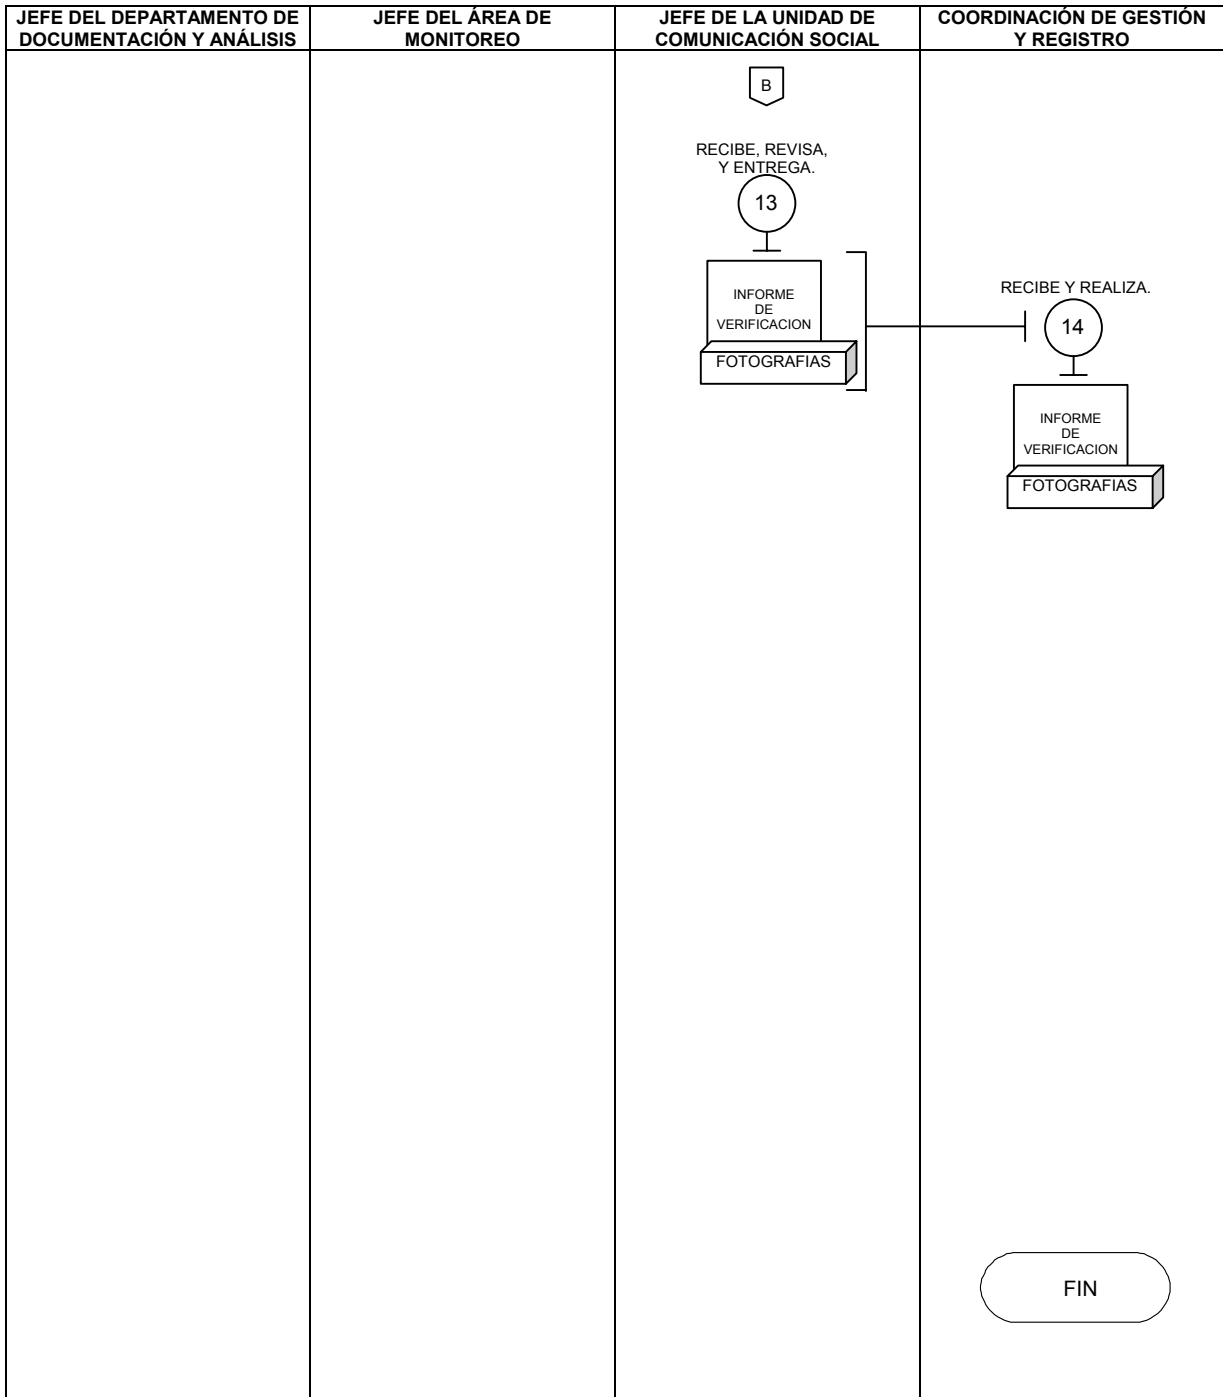 JEFE DEL DEPARTAMENTO DE
DOCUMENTACIÓN Y ANÁLISIS
JEFE DEL ÁREA DE
MONITOREO
JEFE DE LA UNIDAD DE
COMUNICACIÓN SOCIAL
COORDINACIÓN DE GESTIÓN
Y REGISTRO
B
RECIBE, REVISA,
Y ENTREGA.
13
INFORME
DE
VERIFICACION
FOTOGRAFIAS
RECIBE Y REALIZA.
14
INFORME
DE
VERIFICACION
FOTOGRAFIAS
FIN